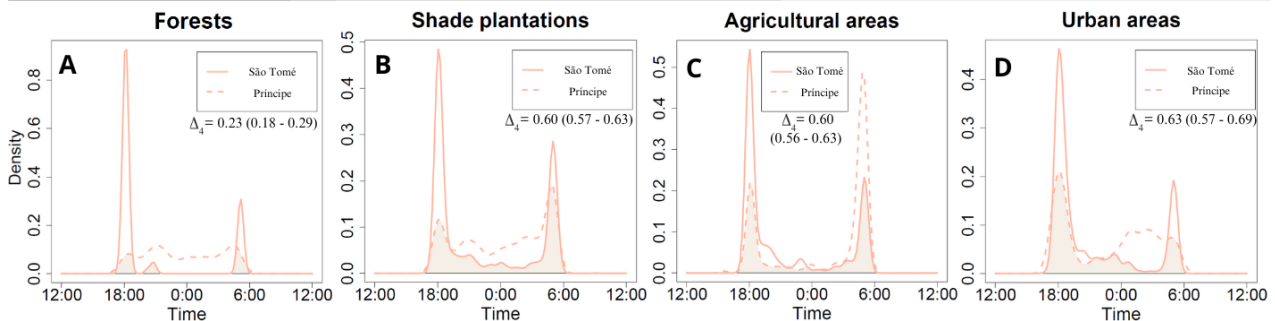 Forests
Shade plantations
Agricultural areas
Urban areas
A
São Tomé
Príncipe
Δ4 = 0.23 (0.18 - 0.29)
Density
0.0
0.2
0.4
0.6
0.8
12:00 18:00 0:00 6:00 12:00
Time
B
São Tomé
Príncipe
Δ4 = 0.60 (0.57 - 0.63)
0.0
0.1
0.2
0.3
0.4
0.5
12:00 18:00 0:00 6:00 12:00
Time
C
São Tomé
Príncipe
Δ4 = 0.60
(0.56 - 0.63)
0.0
0.1
0.2
0.3
0.4
0.5
12:00 18:00 0:00 6:00 12:00
Time
D
São Tomé
Príncipe
Δ4 = 0.63 (0.57 - 0.69)
0.0
0.1
0.2
0.3
0.4
12:00 18:00 0:00 6:00 12:00
Time